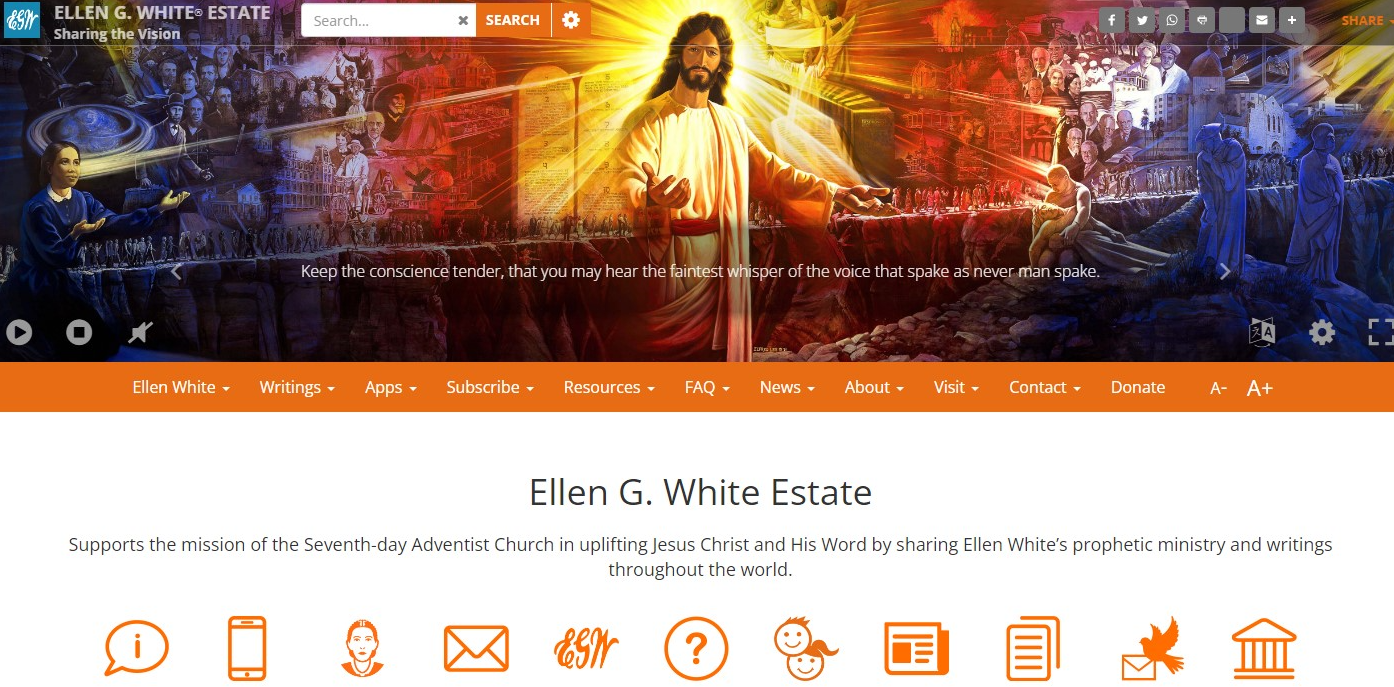 ELLEN G. WHITE® ESTATE
Sharing the Vision
Search...
SEARCH
SHARE
Keep the conscience tender, that you may hear the faintest whisper of the voice that spake as never man spake.
Ellen White
Writings
Apps
Subscribe
Resources
FAQ
News
About
Visit
Contact
Donate
A-
A+
Ellen G. White Estate
Supports the mission of the Seventh-day Adventist Church in uplifting Jesus Christ and His Word by sharing Ellen White’s prophetic ministry and writings
throughout the world.
EGW